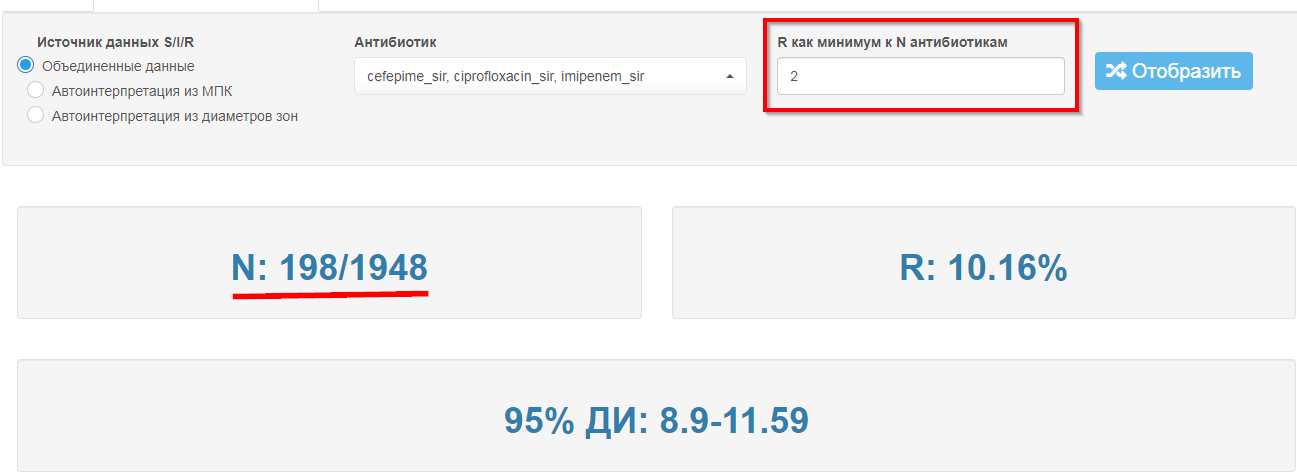 Источник данных S/I/R
Объединенные данные
Автоинтерпретация из МПК
Автоинтерпретация из диаметров зон
Антибиотик
cefepime_sir, ciprofloxacin_sir, imipenem_sir
R как минимум к N антибиотикам
2
Отобразить
N: 198/1948
R: 10.16%
95% ДИ: 8.9-11.59